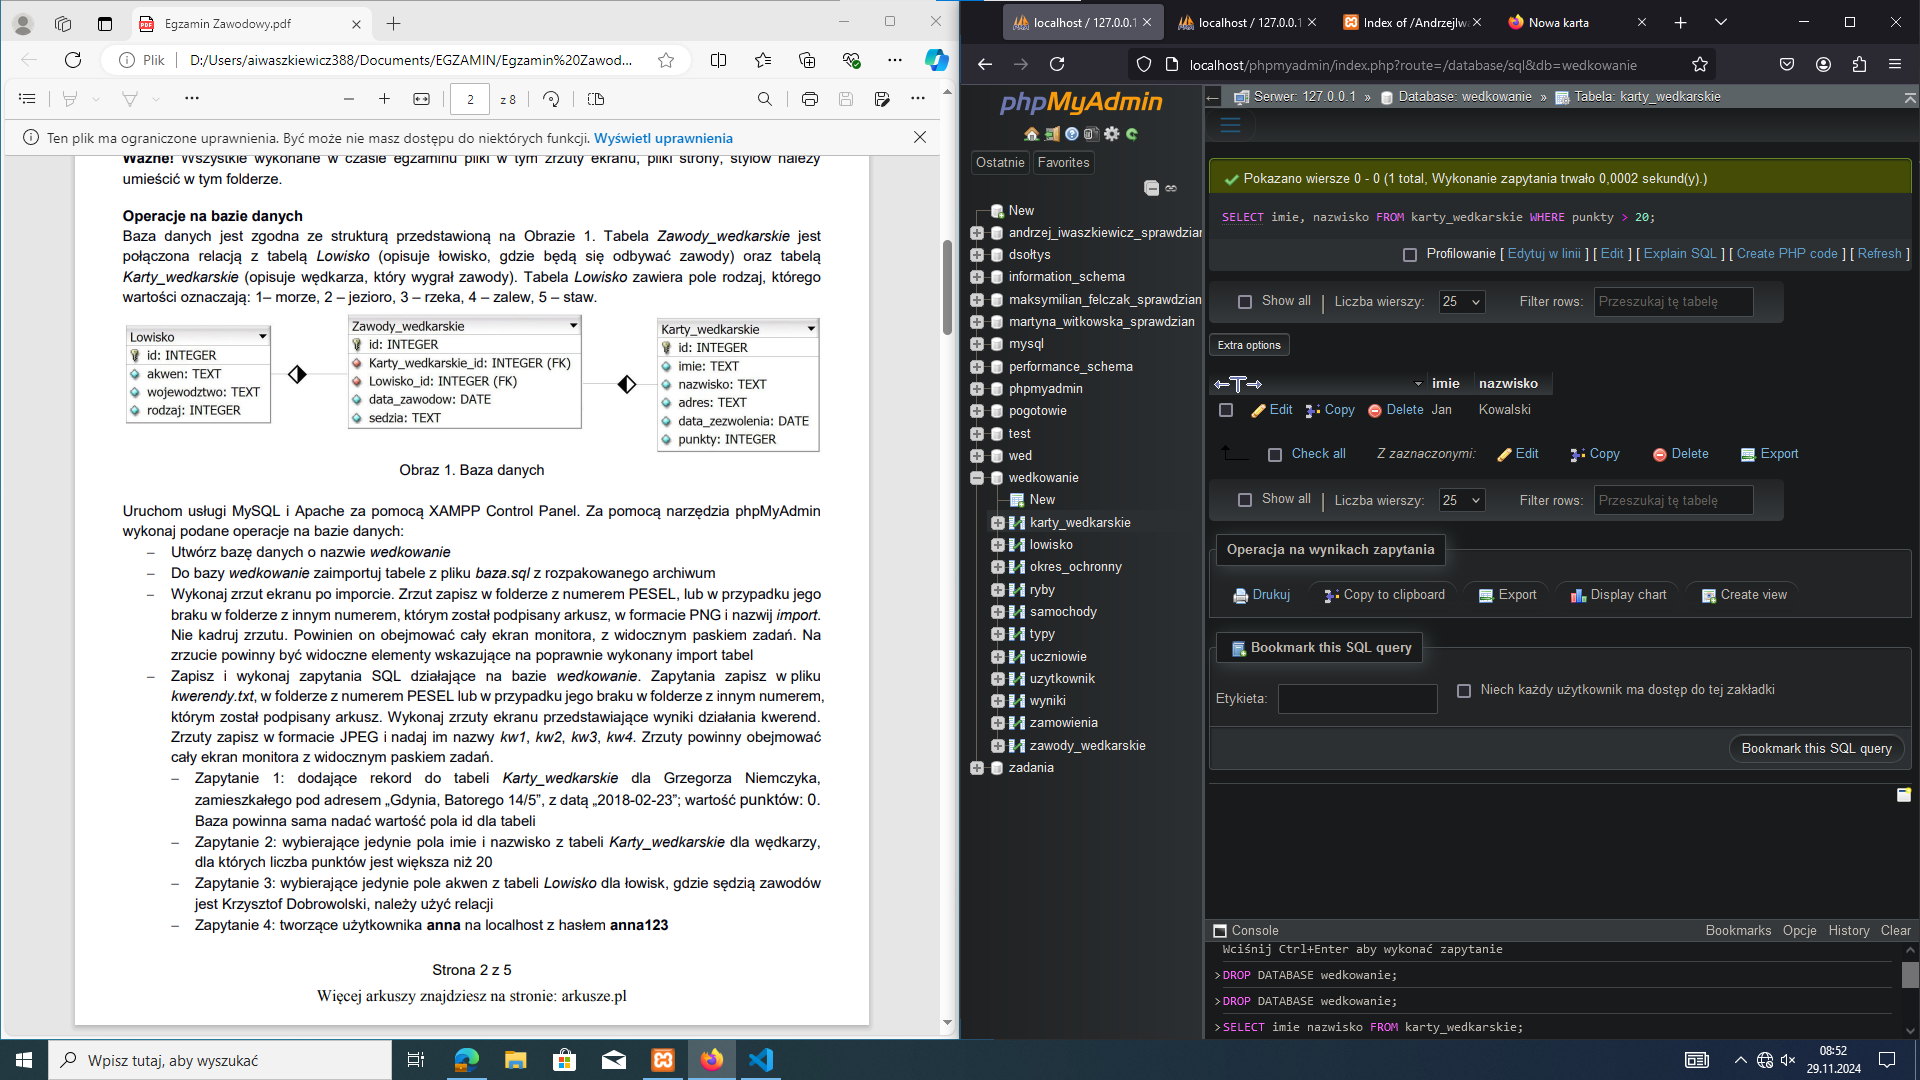 Egzamin Zawodowy.pdf
Plik
D:/Users/aiwaszkiewicz388/Documents/EGZAMIN/Egzamin%20Zawod...
2
z 8
Ten plik ma ograniczone uprawnienia. Być może nie masz dostępu do niektórych funkcji. Wyświetl uprawnienia
Ważne! Wszystkie wykonane w czasie egzaminu pliki w tym zrzuty ekranu, pliki strony, stylów należy
umieścić w tym folderze.
Operacje na bazie danych
Baza danych jest zgodna ze strukturą przedstawioną na Obrazie 1. Tabela Zawody_wedkarskie jest
połączona relacją z tabelą Lowisko (opisuje łowisko, gdzie będą się odbywać zawody) oraz tabelą
Karty_wedkarskie (opisuje wędkarza, który wygrał zawody). Tabela Lowisko zawiera pole rodzaj, którego
wartości oznaczają: 1– morze, 2 – jezioro, 3 – rzeka, 4 – zalew, 5 – staw.
Lowisko
id: INTEGER
akwen: TEXT
wojewodztwo: TEXT
rodzaj: INTEGER
Zawody_wedkarskie
id: INTEGER
Karty_wedkarskie_id: INTEGER (FK)
Lowisko_id: INTEGER (FK)
data_zawodow: DATE
sedzia: TEXT
Karty_wedkarskie
id: INTEGER
imie: TEXT
nazwisko: TEXT
adres: TEXT
data_zezwolenia: DATE
punkty: INTEGER
Obraz 1. Baza danych
Uruchom usługi MySQL i Apache za pomocą XAMPP Control Panel. Za pomocą narzędzia phpMyAdmin
wykonaj podane operacje na bazie danych:
– Utwórz bazę danych o nazwie wedkowanie
– Do bazy wedkowanie zaimportuj tabele z pliku baza.sql z rozpakowanego archiwum
– Wykonaj zrzut ekranu po imporcie. Zrzut zapisz w folderze z numerem PESEL, lub w przypadku jego
braku w folderze z innym numerem, którym został podpisany arkusz, w formacie PNG i nazwij import.
Nie kadruj zrzutu. Powinien on obejmować cały ekran monitora, z widocznym paskiem zadań. Na
zrzucie powinny być widoczne elementy wskazujące na poprawnie wykonany import tabel
– Zapisz i wykonaj zapytania SQL działające na bazie wedkowanie. Zapytania zapisz w pliku
kwerendy.txt, w folderze z numerem PESEL lub w przypadku jego braku w folderze z innym numerem,
którym został podpisany arkusz. Wykonaj zrzuty ekranu przedstawiające wyniki działania kwerend.
Zrzuty zapisz w formacie JPEG i nadaj im nazwy kw1, kw2, kw3, kw4. Zrzuty powinny obejmować
cały ekran monitora z widocznym paskiem zadań.
– Zapytanie 1: dodające rekord do tabeli Karty_wedkarskie dla Grzegorza Niemczyka,
zamieszkałego pod adresem „Gdynia, Batorego 14/5”, z datą „2018-02-23”; wartość punktów: 0.
Baza powinna sama nadać wartość pola id dla tabeli
– Zapytanie 2: wybierające jedynie pola imie i nazwisko z tabeli Karty_wedkarskie dla wędkarzy,
dla których liczba punktów jest większa niż 20
– Zapytanie 3: wybierające jedynie pole akwen z tabeli Lowisko dla łowisk, gdzie sędzią zawodów
jest Krzysztof Dobrowolski, należy użyć relacji
– Zapytanie 4: tworzące użytkownika anna na localhost z hasłem anna123
Strona 2 z 5
Więcej arkuszy znajdziesz na stronie: arkusze.pl
localhost / 127.0.0.1
localhost / 127.0.0.1
Index of /AndrzejIw
Nowa karta
localhost/phpmyadmin/index.php?route=/database/sql&db=wedkowanie
phpMyAdmin
Ostatnie
Favorites
New
andrzej_iwaszkiewicz_sprawdzian
dsołtys
information_schema
maksymilian_felczak_sprawdzian
martyna_witkowska_sprawdzian
mysql
performance_schema
phpmyadmin
pogotowie
test
wed
wedkowanie
New
karty_wedkarskie
lowisko
okres_ochronny
ryby
samochody
typy
uczniowie
uzytkownik
wyniki
zamowienia
zawody_wedkarskie
zadania
Serwer: 127.0.0.1 » Database: wedkowanie » Tabela: karty_wedkarskie
Pokazano wiersze 0 - 0 (1 total, Wykonanie zapytania trwało 0,0002 sekund(y).)
SELECT imie, nazwisko FROM karty_wedkarskie WHERE punkty > 20;
Profilowanie [ Edytuj w linii ] [ Edit ] [ Explain SQL ] [ Create PHP code ] [ Refresh ]
Show all | Liczba wierszy: 25 Filter rows: Przeszukaj tę tabelę
Extra options
←T→ imie nazwisko
Edit Copy Delete Jan Kowalski
Check all Z zaznaczonymi: Edit Copy Delete Export
Show all | Liczba wierszy: 25 Filter rows: Przeszukaj tę tabelę
Operacja na wynikach zapytania
Drukuj Copy to clipboard Export Display chart Create view
Bookmark this SQL query
Etykieta:
Niech każdy użytkownik ma dostęp do tej zakładki
Bookmark this SQL query
Console
Bookmarks Opcje History Clear
Wciśnij Ctrl+Enter aby wykonać zapytanie
>DROP DATABASE wedkowanie;
>DROP DATABASE wedkowanie;
>SELECT imie nazwisko FROM karty_wedkarskie;
Wpisz tutaj, aby wyszukać
08:52
29.11.2024